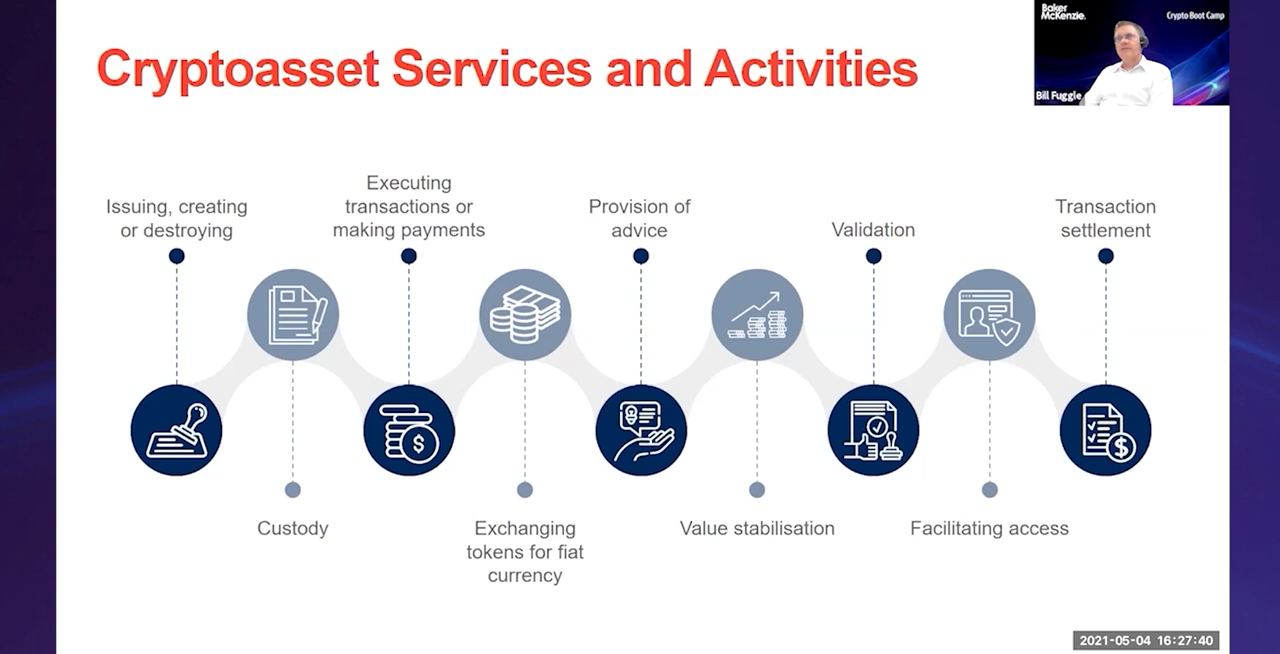 Cryptoasset Services and Activities
Baker
McKenzie.
Crypto Boot Camp
Bill Fuggle
Issuing, creating
or destroying
Executing
transactions or
making payments
Provision of
advice
Validation
Transaction
settlement
$
$
Custody
Exchanging
tokens for fiat
currency
Value stabilisation
Facilitating access
2021-05-04 16:27:40